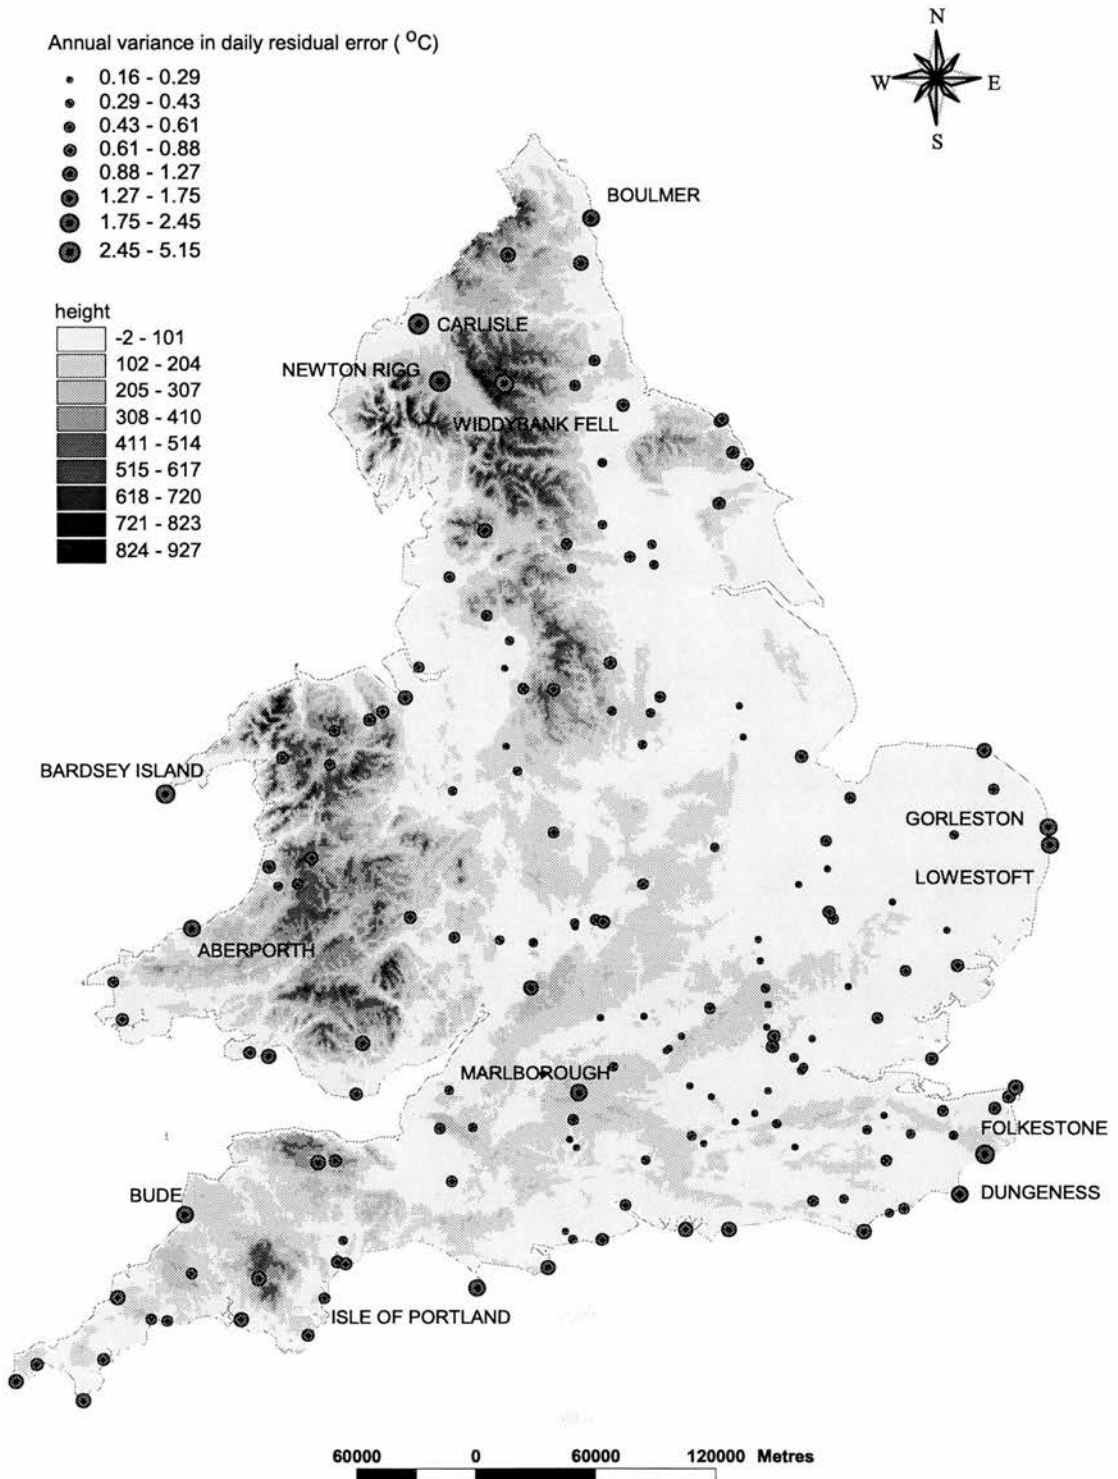 Annual variance in daily residual error ( °C)
0.16 - 0.29
0.29 - 0.43
0.43 - 0.61
0.61 - 0.88
0.88 - 1.27
1.27 - 1.75
1.75 - 2.45
2.45 - 5.15
N
W E
S
height
-2 - 101
102 - 204
205 - 307
308 - 410
411 - 514
515 - 617
618 - 720
721 - 823
824 - 927
BOULMER
CARLISLE
NEWTON RIGG
WIDDYBANK FELL
BARDSEY ISLAND
GORLESTON
LOWESTOFT
ABERPORTH
MARLBOROUGH
FOLKESTONE
BUDE
DUNGENESS
ISLE OF PORTLAND
60000 0 60000 120000 Metres